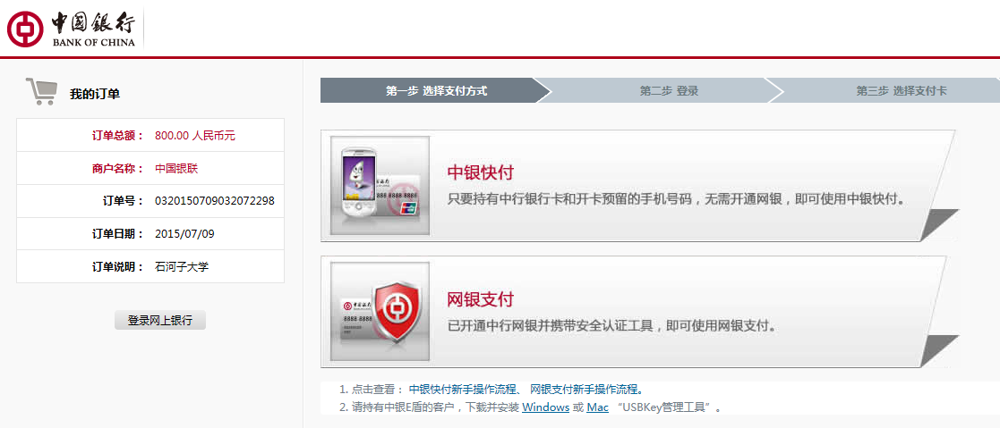 中国银行
BANK OF CHINA
我的订单
订单总额： 800.00 人民币元
商户名称： 中国银联
订单号： 0320150709032072298
订单日期： 2015/07/09
订单说明： 石河子大学
登录网上银行
第一步 选择支付方式
第二步 登录
第三步 选择支付卡
中银快付
只要持有中行银行卡和开卡预留的手机号码，无需开通网银，即可使用中银快付。
8888 8888 8888
网银支付
已开通中行网银并携带安全认证工具，即可使用网银支付。
中国银行
8888 8888
1. 点击查看： 中银快付新手操作流程、 网银支付新手操作流程。
2. 请持有中银E盾的客户，下载并安装 Windows 或 Mac “USBKey管理工具”。